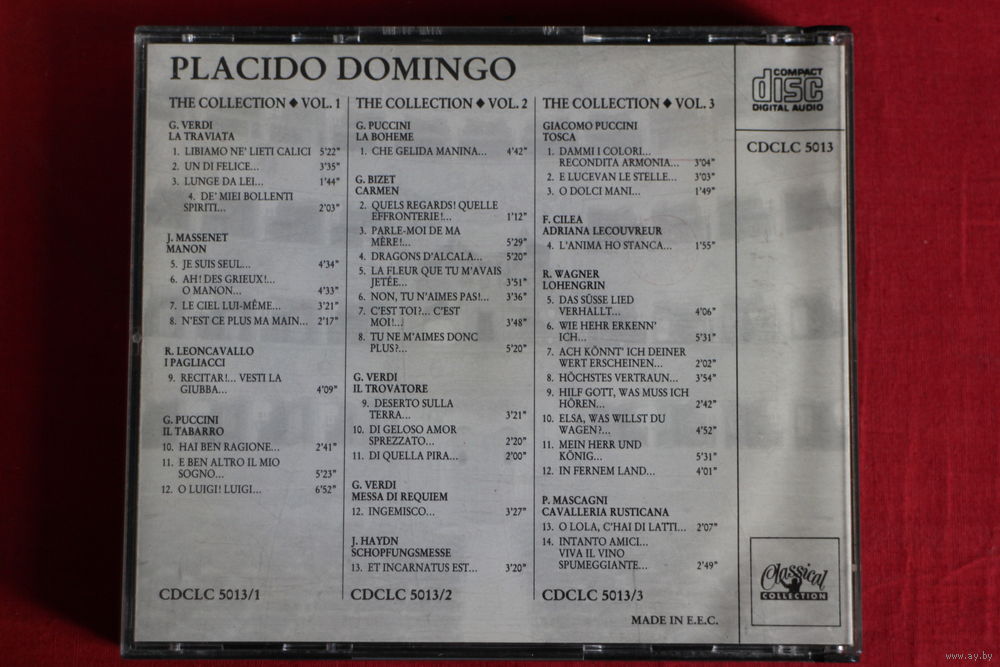 PLACIDO DOMINGO
THE COLLECTION ♦ VOL. 1
G. VERDI
LA TRAVIATA
1. LIBIAMO NE' LIETI CALICI 5'22"
2. UN DI FELICE... 3'35"
3. LUNGE DA LEI... 1'44"
4. DE' MIEI BOLLENTI
SPIRITI... 2'03"
J. MASSENET
MANON
5. JE SUIS SEUL... 4'34"
6. AH! DES GRIEUX!...
O MANON... 4'33"
7. LE CIEL LUI-MÊME... 3'21"
8. N'EST CE PLUS MA MAIN... 2'17"
R. LEONCAVALLO
I PAGLIACCI
9. RECITAR!... VESTI LA
GIUBBA... 4'09"
G. PUCCINI
IL TABARRO
10. HAI BEN RAGIONE... 2'41"
11. E BEN ALTRO IL MIO
SOGNO... 5'23"
12. O LUIGI! LUIGI... 6'52"
CDCLC 5013/1
THE COLLECTION ♦ VOL. 2
G. PUCCINI
LA BOHEME
1. CHE GELIDA MANINA... 4'42"
G. BIZET
CARMEN
2. QUELS REGARDS! QUELLE
EFFRONTERIE!... 1'12"
3. PARLE-MOI DE MA
MÈRE!... 5'29"
4. DRAGONS D'ALCALA... 5'20"
5. LA FLEUR QUE TU M'AVAIS
JETÉE... 3'51"
6. NON, TU N'AIMES PAS!... 3'36"
7. C'EST TOI?... C'EST
MOI!... 3'48"
8. TU NE M'AIMES DONC
PLUS?... 5'20"
G. VERDI
IL TROVATORE
9. DESERTO SULLA
TERRA... 3'21"
10. DI GELOSO AMOR
SPREZZATO... 2'20"
11. DI QUELLA PIRA... 2'00"
G. VERDI
MESSA DI REQUIEM
12. INGEMISCO... 3'27"
J. HAYDN
SCHOPFUNGSMESSE
13. ET INCARNATUS EST... 3'20"
CDCLC 5013/2
THE COLLECTION ♦ VOL. 3
GIACOMO PUCCINI
TOSCA
1. DAMMI I COLORI...
RECONDITA ARMONIA... 3'04"
2. E LUCEVAN LE STELLE... 3'03"
3. O DOLCI MANI... 1'49"
F. CILEA
ADRIANA LECOUVREUR
4. L'ANIMA HO STANCA... 1'55"
R. WAGNER
LOHENGRIN
5. DAS SÜSSE LIED
VERHALLT... 4'06"
6. WIE HEHR ERKENN'
ICH... 5'31"
7. ACH KÖNNT' ICH DEINER
WERT ERSCHEINEN... 2'02"
8. HÖCHSTES VERTRAUN... 3'54"
9. HILF GOTT, WAS MUSS ICH
HÖREN... 2'42"
10. ELSA, WAS WILLST DU
WAGEN?... 4'52"
11. MEIN HERR UND
KÖNIG... 5'31"
12. IN FERNEM LAND... 4'01"
P. MASCAGNI
CAVALLERIA RUSTICANA
13. O LOLA, C'HAI DI LATTI... 2'07"
14. INTANTO AMICI...
VIVA IL VINO
SPUMEGGIANTE... 2'49"
CDCLC 5013/3
MADE IN E.E.C.
COMPACT
disc
DIGITAL AUDIO
CDCLC 5013
Classical
COLLECTION
www.ay.by